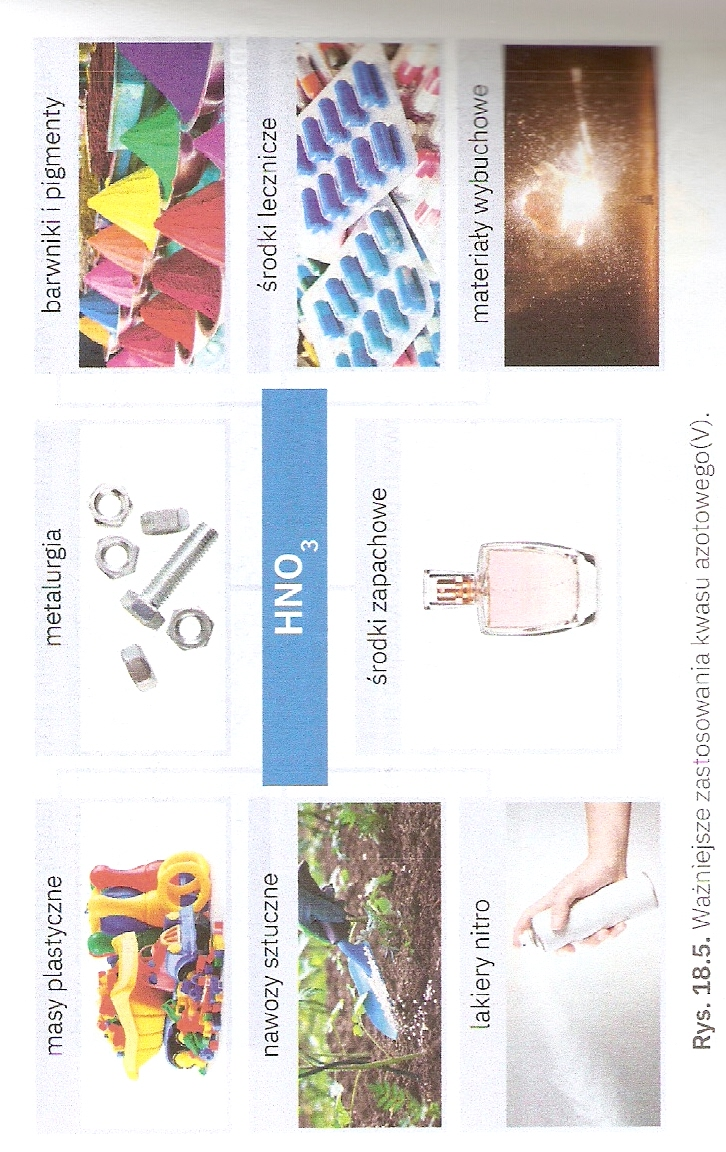 masy plastyczne
metalurgia
barwniki i pigmenty
nawozy sztuczne
HNO₃
środki lecznicze
lakiery nitro
środki zapachowe
materiały wybuchowe
Rys. 18.5. Ważniejsze zastosowania kwasu azotowego(V).